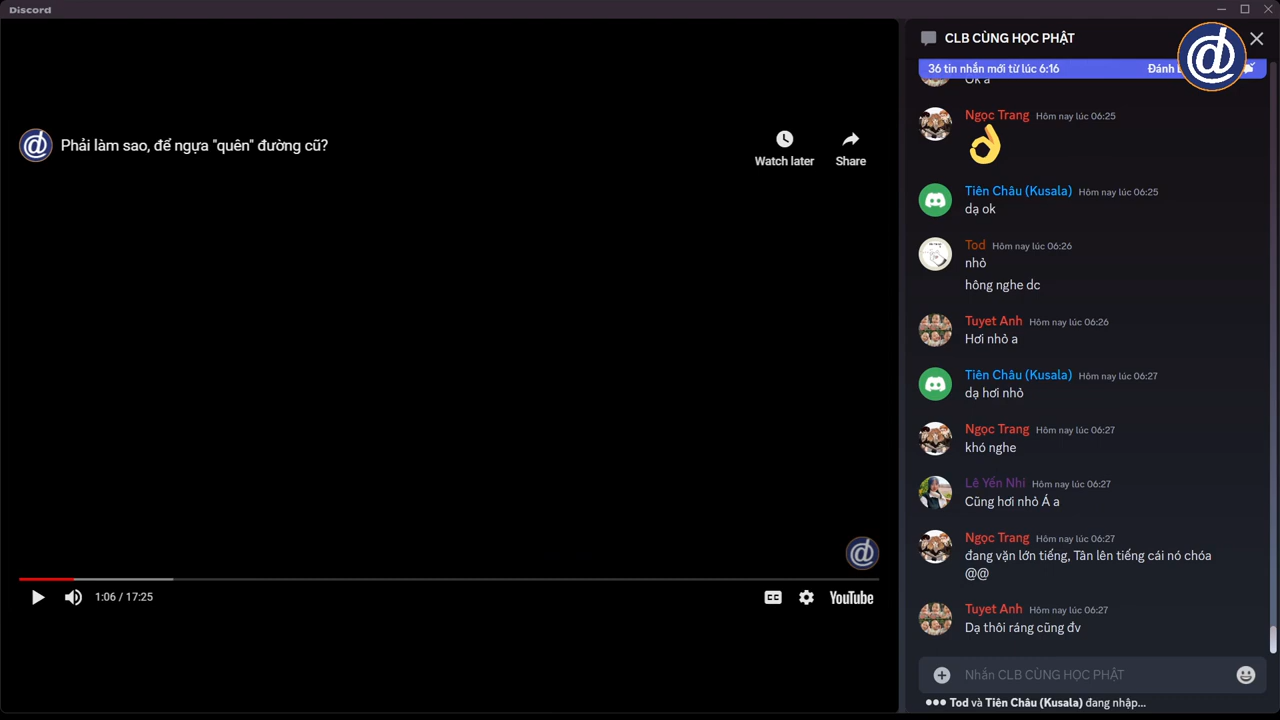 Discord
Phải làm sao, để ngựa "quên" đường cũ?
Watch later
Share
1:06 / 17:25
CC
YouTube
CLB CÙNG HỌC PHẬT
36 tin nhắn mới từ lúc 6:16
Đánh
Ok a
Ngọc Trang Hôm nay lúc 06:25
Tiên Châu (Kusala) Hôm nay lúc 06:25
dạ ok
Tod Hôm nay lúc 06:26
nhỏ
hông nghe dc
Tuyet Anh Hôm nay lúc 06:26
Hơi nhỏ a
Tiên Châu (Kusala) Hôm nay lúc 06:27
dạ hơi nhỏ
Ngọc Trang Hôm nay lúc 06:27
khó nghe
Lê Yến Nhi Hôm nay lúc 06:27
Cũng hơi nhỏ Á a
Ngọc Trang Hôm nay lúc 06:27
đang vặn lớn tiếng, Tân lên tiếng cái nó chóa
@@
Tuyet Anh Hôm nay lúc 06:27
Dạ thôi ráng cũng đv
Nhắn CLB CÙNG HỌC PHẬT
Tod và Tiên Châu (Kusala) đang nhập...